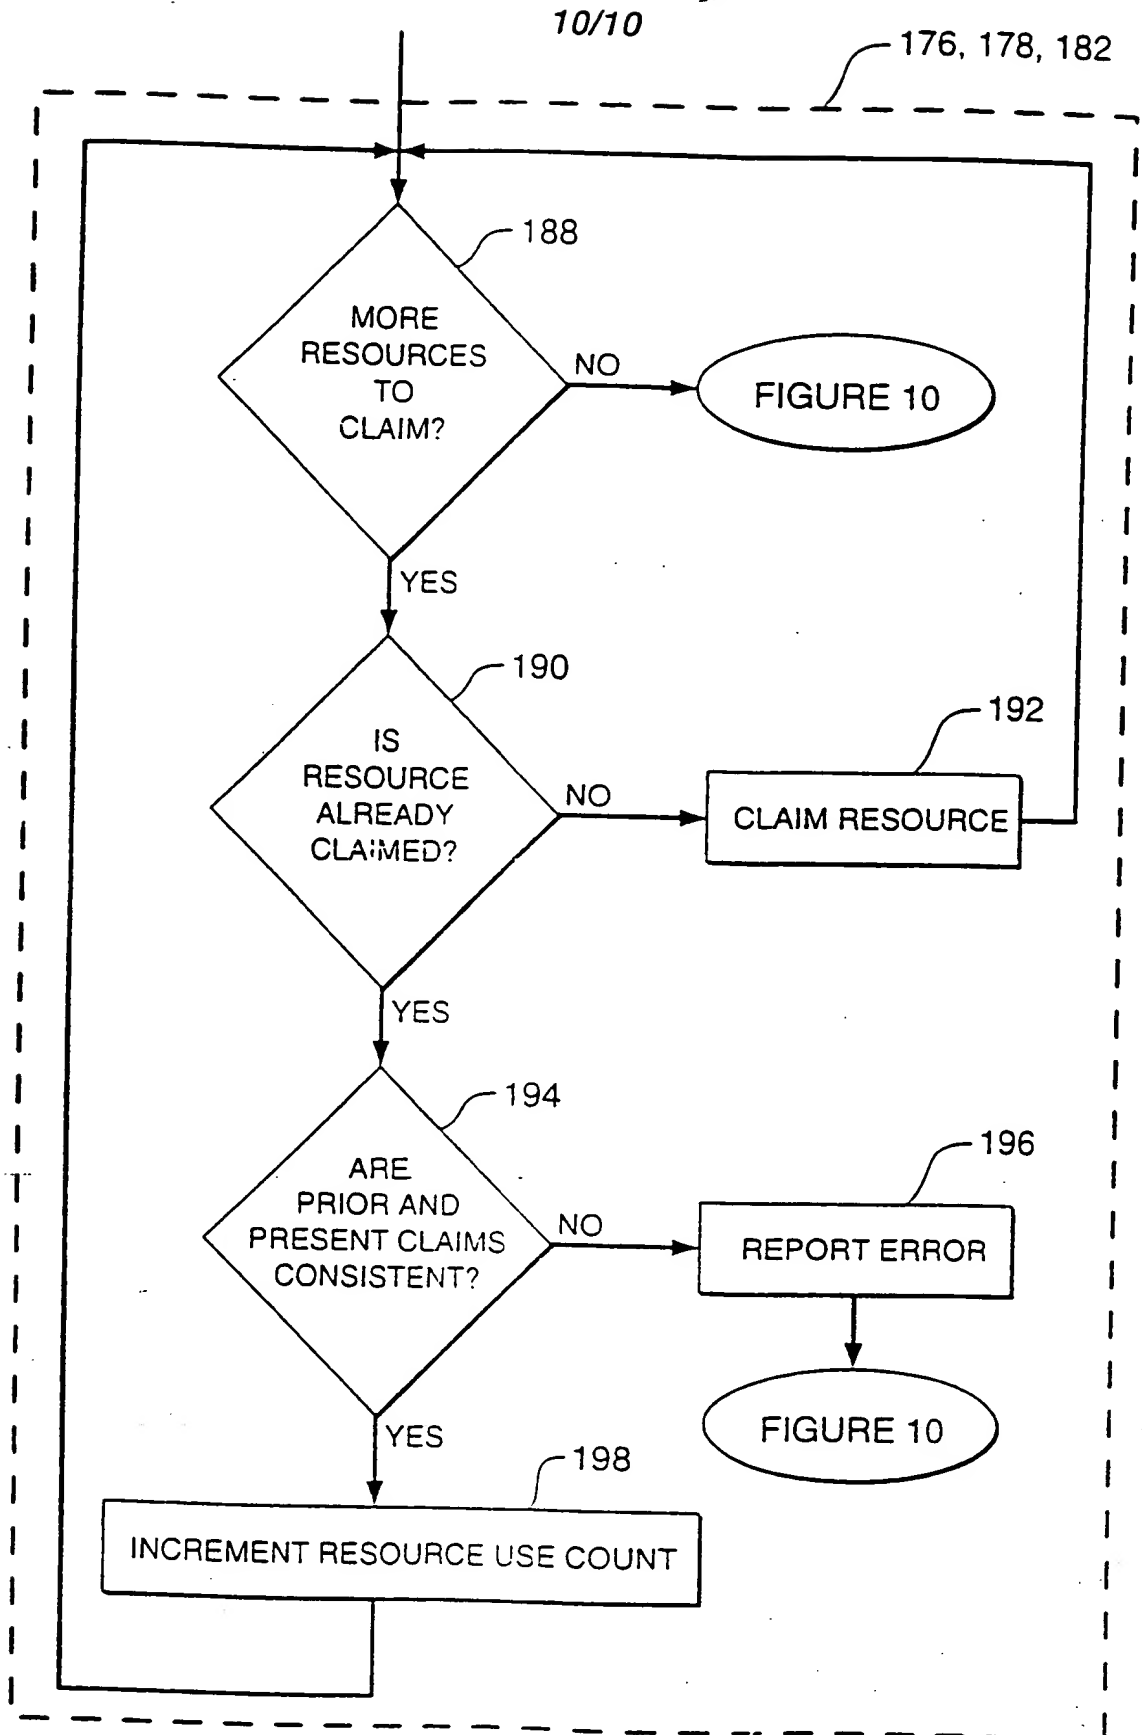 10/10
176, 178, 182
188
MORE
RESOURCES
TO
CLAIM?
NO
FIGURE 10
YES
190
IS
RESOURCE
ALREADY
CLAIMED?
NO
192
CLAIM RESOURCE
YES
194
ARE
PRIOR AND
PRESENT CLAIMS
CONSISTENT?
NO
196
REPORT ERROR
FIGURE 10
YES
198
INCREMENT RESOURCE USE COUNT